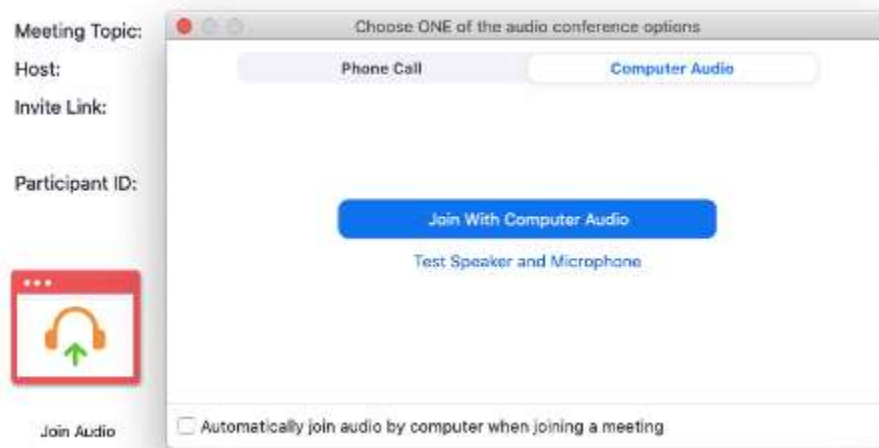 Meeting Topic:
Choose ONE of the audio conference options
Host:
Phone Call
Computer Audio
Invite Link:
Participant ID:
Join With Computer Audio
Test Speaker and Microphone
Join Audio
Automatically join audio by computer when joining a meeting